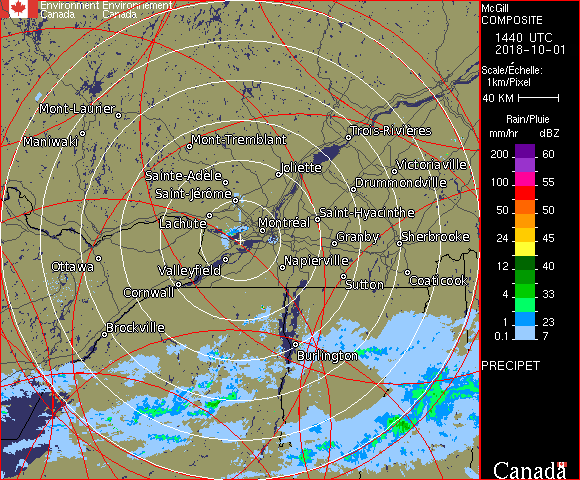 Environment Environnement
Canada Canada
McGill
COMPOSITE
1440 UTC
2018-10-01
Scale/Échelle:
1km/Pixel
40 KM
Rain/Pluie
mm/hr dBZ
200 60
100 55
50 50
24 45
12 40
4 33
2 23
0.1 7
PRECIPET
Canada
Mont-Laurier
Maniwaki
Mont-Tremblant
Trois-Rivières
Sainte-Adèle
Joliette
Victoriaville
Saint-Jérôme
Drummondville
Lachute
Montréal
Saint-Hyacinthe
Granby
Sherbrooke
Ottawa
Valleyfield
Napierville
Cornwall
Sutton
Coaticook
Brockville
Burlington